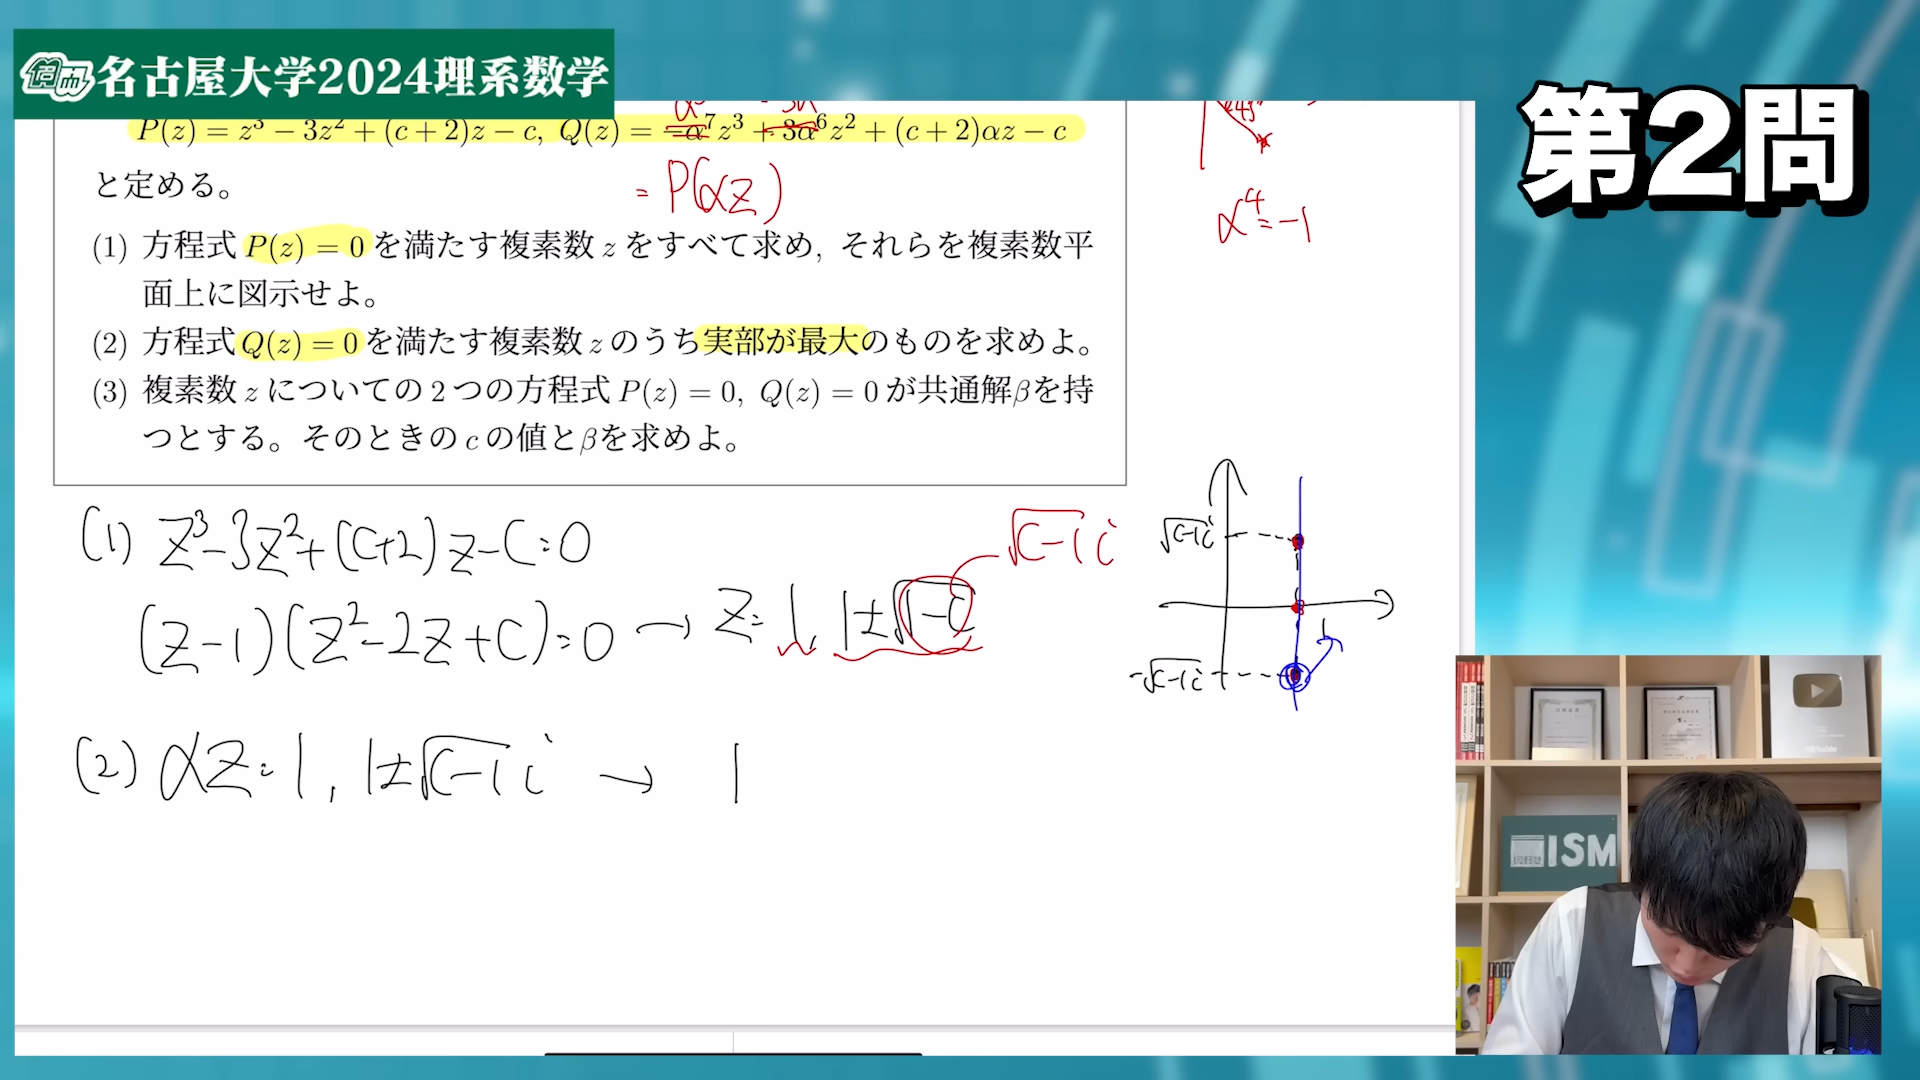 名古屋大学2024理系数学
第2問
P(z) = z³ − 3z² + (c + 2)z − c, Q(z) = −α⁷z³ + 3α⁶z² + (c + 2)αz − c
= P(αz)
と定める。
α⁴=-1
(1) 方程式 P(z) = 0 を満たす複素数 z をすべて求め, それらを複素数平
面上に図示せよ。
(2) 方程式 Q(z) = 0 を満たす複素数 z のうち実部が最大のものを求めよ。
(3) 複素数 z についての 2 つの方程式 P(z) = 0, Q(z) = 0 が共通解βを持
つとする。そのときの c の値とβを求めよ。
(1) z³-3z²+(c+2)z-c=0
√c-1 i
(z-1)(z²-2z+c)=0 → z=1, 1±√1-c
√c-1 i
1
-√c-1 i
(2) αz=1, 1±√c-1 i → 1
ISM